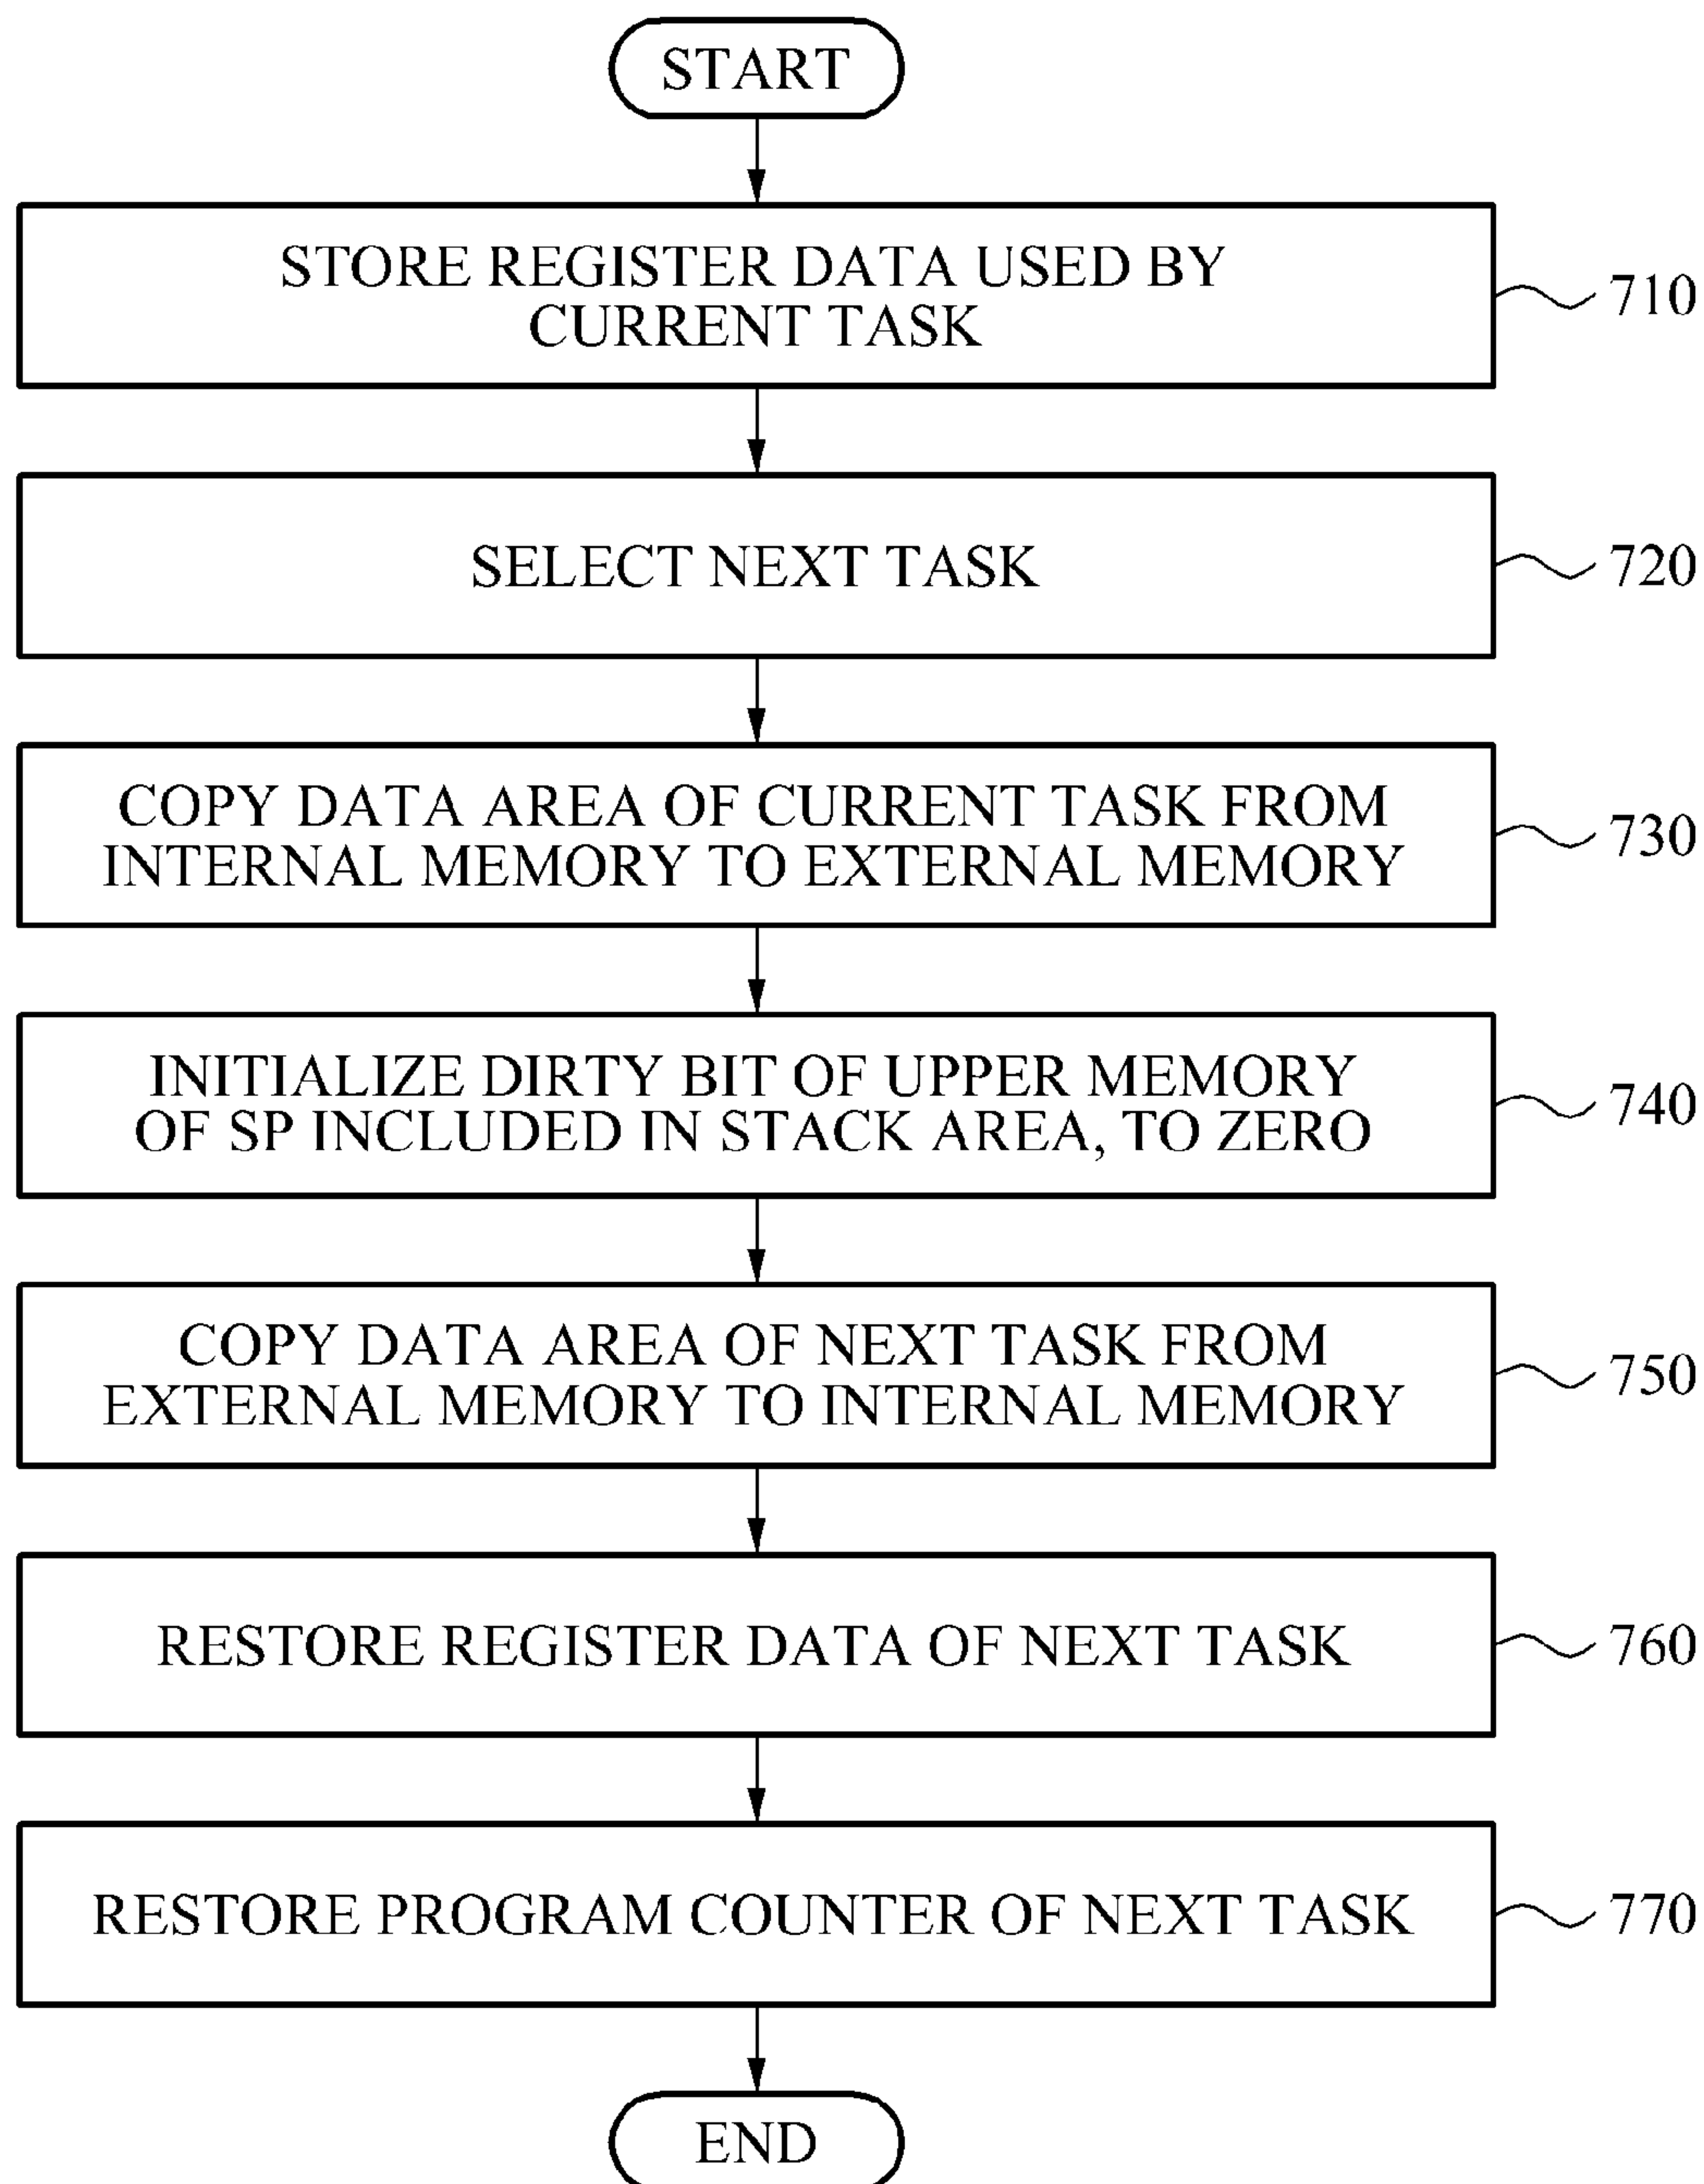 START
STORE REGISTER DATA USED BY
CURRENT TASK
710
SELECT NEXT TASK
720
COPY DATA AREA OF CURRENT TASK FROM
INTERNAL MEMORY TO EXTERNAL MEMORY
730
INITIALIZE DIRTY BIT OF UPPER MEMORY
OF SP INCLUDED IN STACK AREA, TO ZERO
740
COPY DATA AREA OF NEXT TASK FROM
EXTERNAL MEMORY TO INTERNAL MEMORY
750
RESTORE REGISTER DATA OF NEXT TASK
760
RESTORE PROGRAM COUNTER OF NEXT TASK
770
END